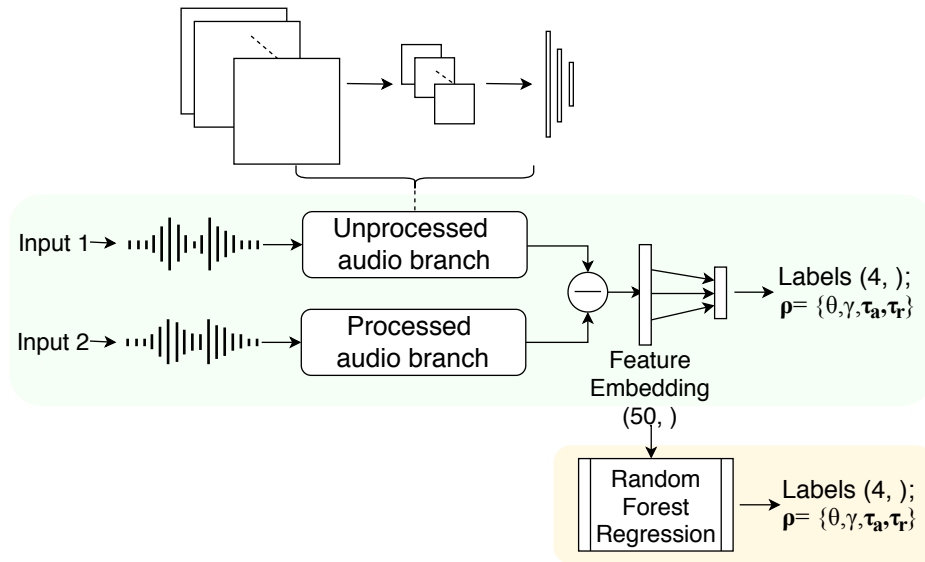 Input 1
Unprocessed
audio branch
Labels (4, );
ρ= {θ,γ,τa,τr}
Input 2
Processed
audio branch
Feature
Embedding
(50, )
Random
Forest
Regression
Labels (4, );
ρ= {θ,γ,τa,τr}